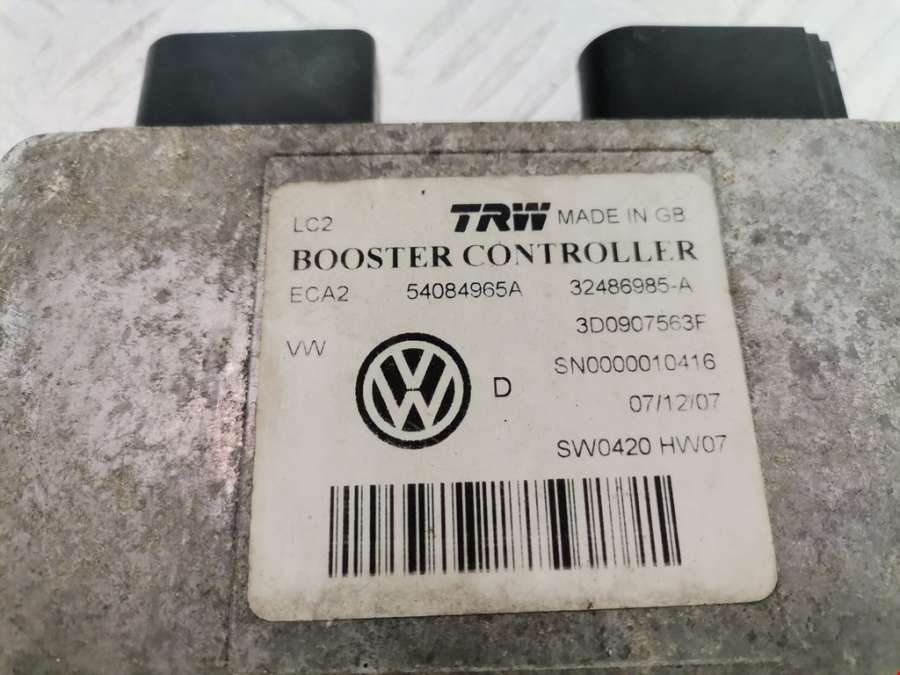 LC2 TRW MADE IN GB
BOOSTER CONTROLLER
ECA2 54084965A 32486985-A
3D0907563F
VW
D SN0000010416
07/12/07
SW0420 HW07